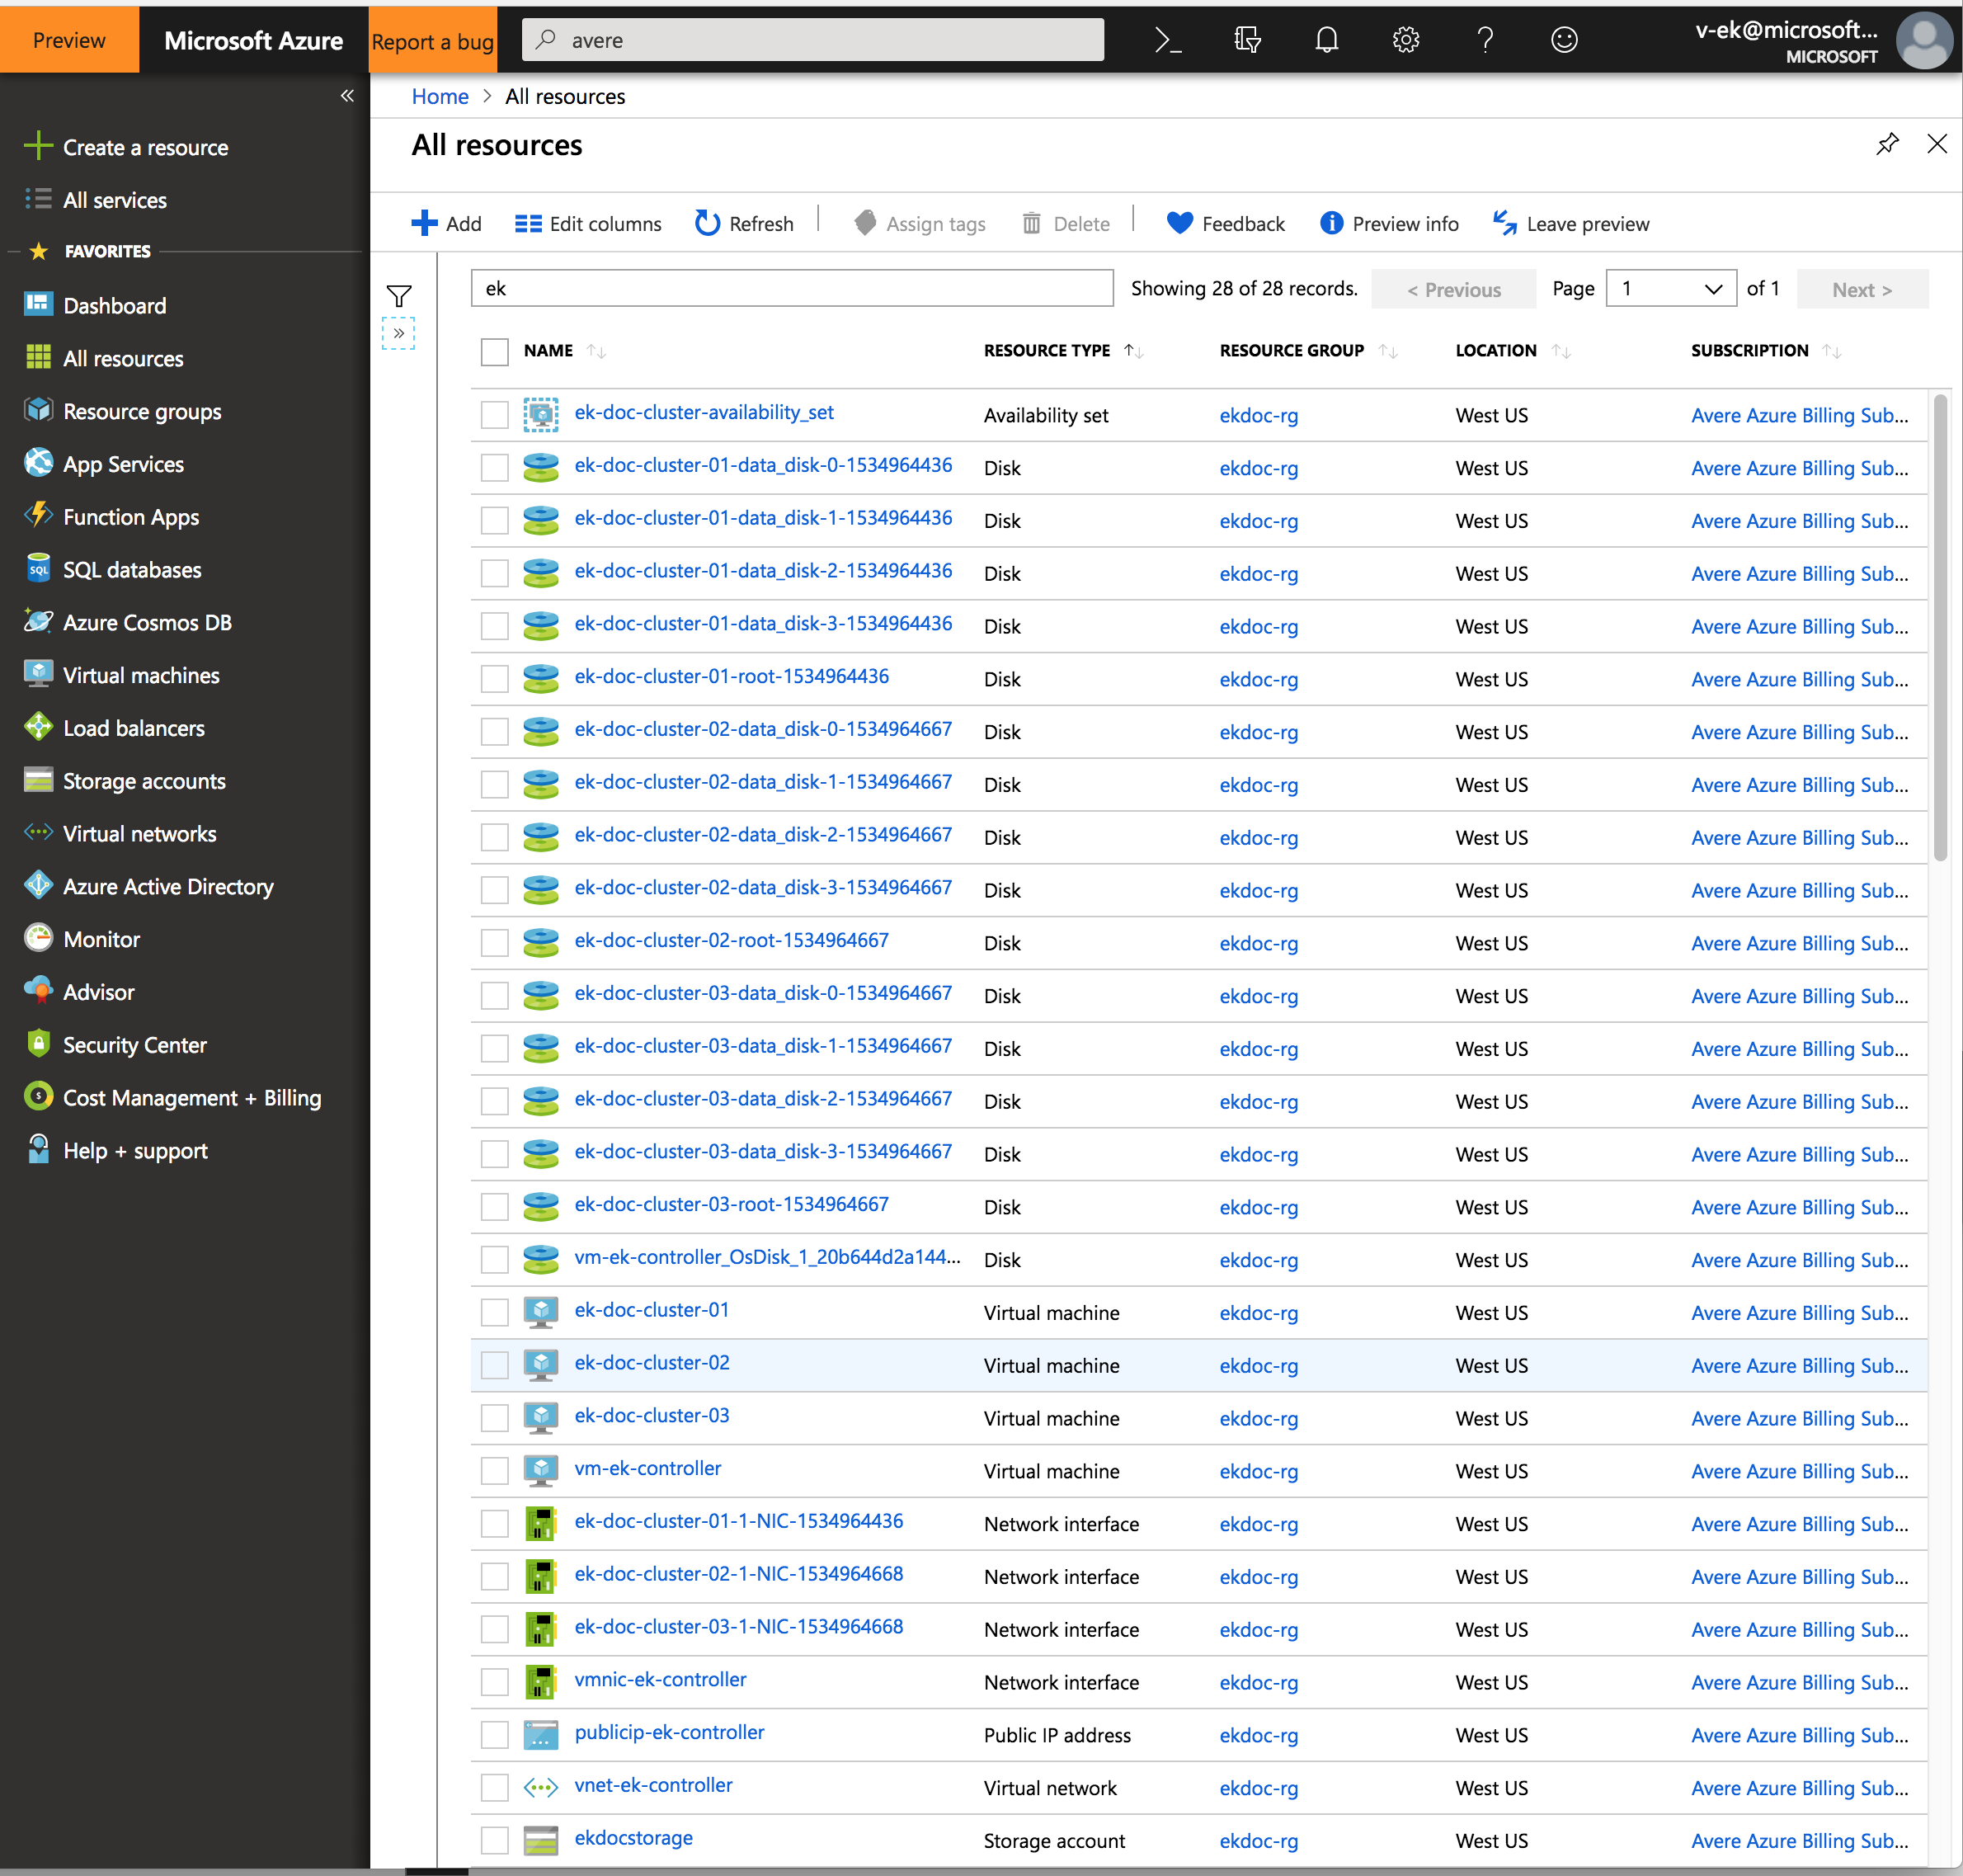 Preview Microsoft Azure Report a bug avere v-ek@microsoft...
MICROSOFT
Home > All resources
All resources
Create a resource
All services
FAVORITES
Dashboard
All resources
Resource groups
App Services
Function Apps
SQL databases
Azure Cosmos DB
Virtual machines
Load balancers
Storage accounts
Virtual networks
Azure Active Directory
Monitor
Advisor
Security Center
Cost Management + Billing
Help + support
Add Edit columns Refresh Assign tags Delete Feedback Preview info Leave preview
ek Showing 28 of 28 records. < Previous Page 1 of 1 Next >
NAME RESOURCE TYPE RESOURCE GROUP LOCATION SUBSCRIPTION
ek-doc-cluster-availability_set Availability set ekdoc-rg West US Avere Azure Billing Sub...
ek-doc-cluster-01-data_disk-0-1534964436 Disk ekdoc-rg West US Avere Azure Billing Sub...
ek-doc-cluster-01-data_disk-1-1534964436 Disk ekdoc-rg West US Avere Azure Billing Sub...
ek-doc-cluster-01-data_disk-2-1534964436 Disk ekdoc-rg West US Avere Azure Billing Sub...
ek-doc-cluster-01-data_disk-3-1534964436 Disk ekdoc-rg West US Avere Azure Billing Sub...
ek-doc-cluster-01-root-1534964436 Disk ekdoc-rg West US Avere Azure Billing Sub...
ek-doc-cluster-02-data_disk-0-1534964667 Disk ekdoc-rg West US Avere Azure Billing Sub...
ek-doc-cluster-02-data_disk-1-1534964667 Disk ekdoc-rg West US Avere Azure Billing Sub...
ek-doc-cluster-02-data_disk-2-1534964667 Disk ekdoc-rg West US Avere Azure Billing Sub...
ek-doc-cluster-02-data_disk-3-1534964667 Disk ekdoc-rg West US Avere Azure Billing Sub...
ek-doc-cluster-02-root-1534964667 Disk ekdoc-rg West US Avere Azure Billing Sub...
ek-doc-cluster-03-data_disk-0-1534964667 Disk ekdoc-rg West US Avere Azure Billing Sub...
ek-doc-cluster-03-data_disk-1-1534964667 Disk ekdoc-rg West US Avere Azure Billing Sub...
ek-doc-cluster-03-data_disk-2-1534964667 Disk ekdoc-rg West US Avere Azure Billing Sub...
ek-doc-cluster-03-data_disk-3-1534964667 Disk ekdoc-rg West US Avere Azure Billing Sub...
ek-doc-cluster-03-root-1534964667 Disk ekdoc-rg West US Avere Azure Billing Sub...
vm-ek-controller_OsDisk_1_20b644d2a144... Disk ekdoc-rg West US Avere Azure Billing Sub...
ek-doc-cluster-01 Virtual machine ekdoc-rg West US Avere Azure Billing Sub...
ek-doc-cluster-02 Virtual machine ekdoc-rg West US Avere Azure Billing Sub...
ek-doc-cluster-03 Virtual machine ekdoc-rg West US Avere Azure Billing Sub...
vm-ek-controller Virtual machine ekdoc-rg West US Avere Azure Billing Sub...
ek-doc-cluster-01-1-NIC-1534964436 Network interface ekdoc-rg West US Avere Azure Billing Sub...
ek-doc-cluster-02-1-NIC-1534964668 Network interface ekdoc-rg West US Avere Azure Billing Sub...
ek-doc-cluster-03-1-NIC-1534964668 Network interface ekdoc-rg West US Avere Azure Billing Sub...
vmnic-ek-controller Network interface ekdoc-rg West US Avere Azure Billing Sub...
publicip-ek-controller Public IP address ekdoc-rg West US Avere Azure Billing Sub...
vnet-ek-controller Virtual network ekdoc-rg West US Avere Azure Billing Sub...
ekdocstorage Storage account ekdoc-rg West US Avere Azure Billing Sub...